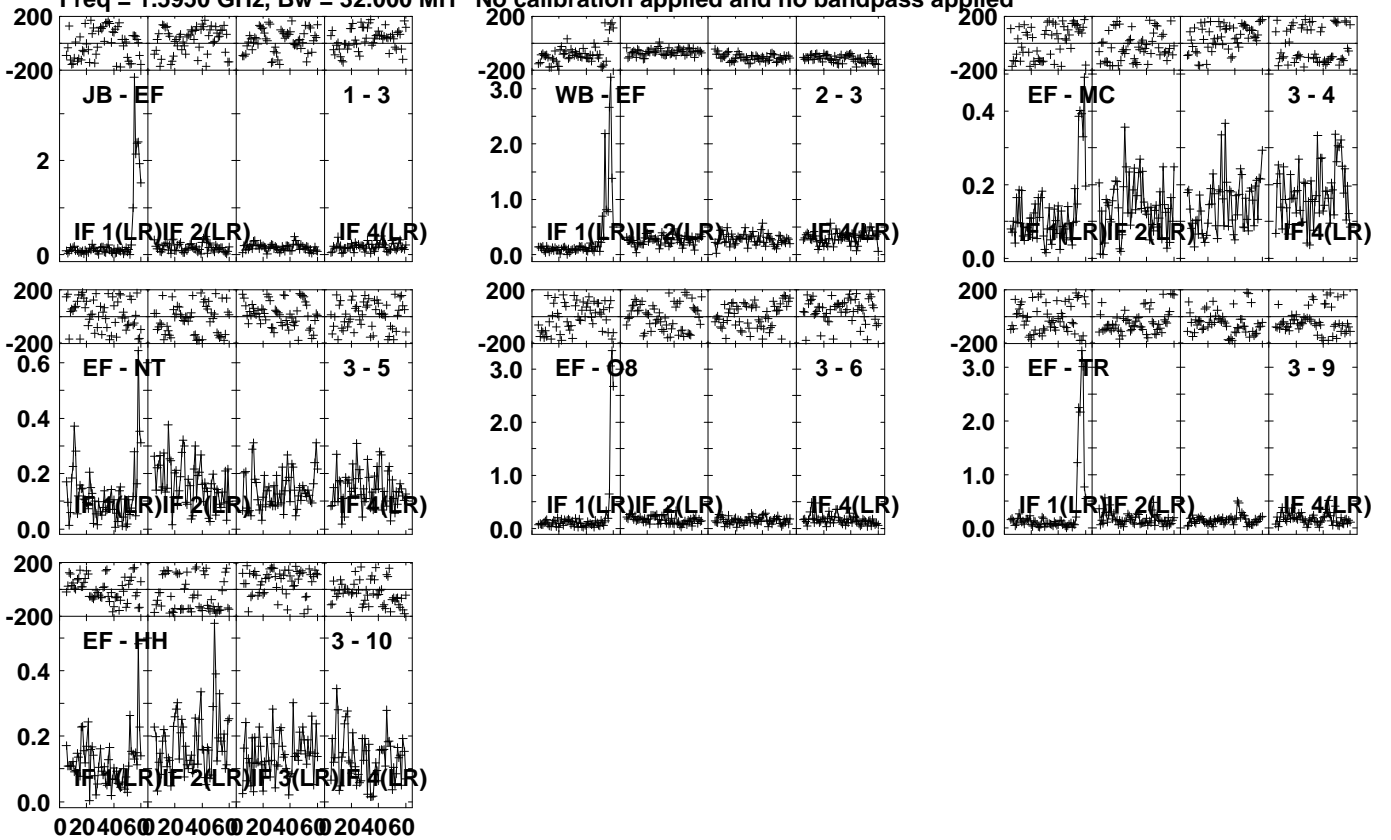 Freq = 1.5950 GHz, Bw = 32.000 MH No calibration applied and no bandpass applied
200
-200
JB - EF 1 - 3
2
0
IF 1(LR) IF 2(LR) IF 4(LR)
200
-200
WB - EF 2 - 3
3.0
2.0
1.0
0.0
IF 1(LR) IF 2(LR) IF 4(LR)
200
-200
EF - MC 3 - 4
0.4
0.2
0.0
IF 1(LR) IF 2(LR) IF 4(LR)
200
-200
EF - NT 3 - 5
0.6
0.4
0.2
0.0
IF 1(LR) IF 2(LR) IF 4(LR)
200
-200
EF - O8 3 - 6
3.0
2.0
1.0
0.0
IF 1(LR) IF 2(LR) IF 4(LR)
200
-200
EF - TR 3 - 9
3.0
2.0
1.0
0.0
IF 1(LR) IF 2(LR) IF 4(LR)
200
-200
EF - HH 3 - 10
0.4
0.2
0.0
IF 1(LR) IF 2(LR) IF 3(LR) IF 4(LR)
0 20 40 60 0 20 40 60 0 20 40 60 0 20 40 60